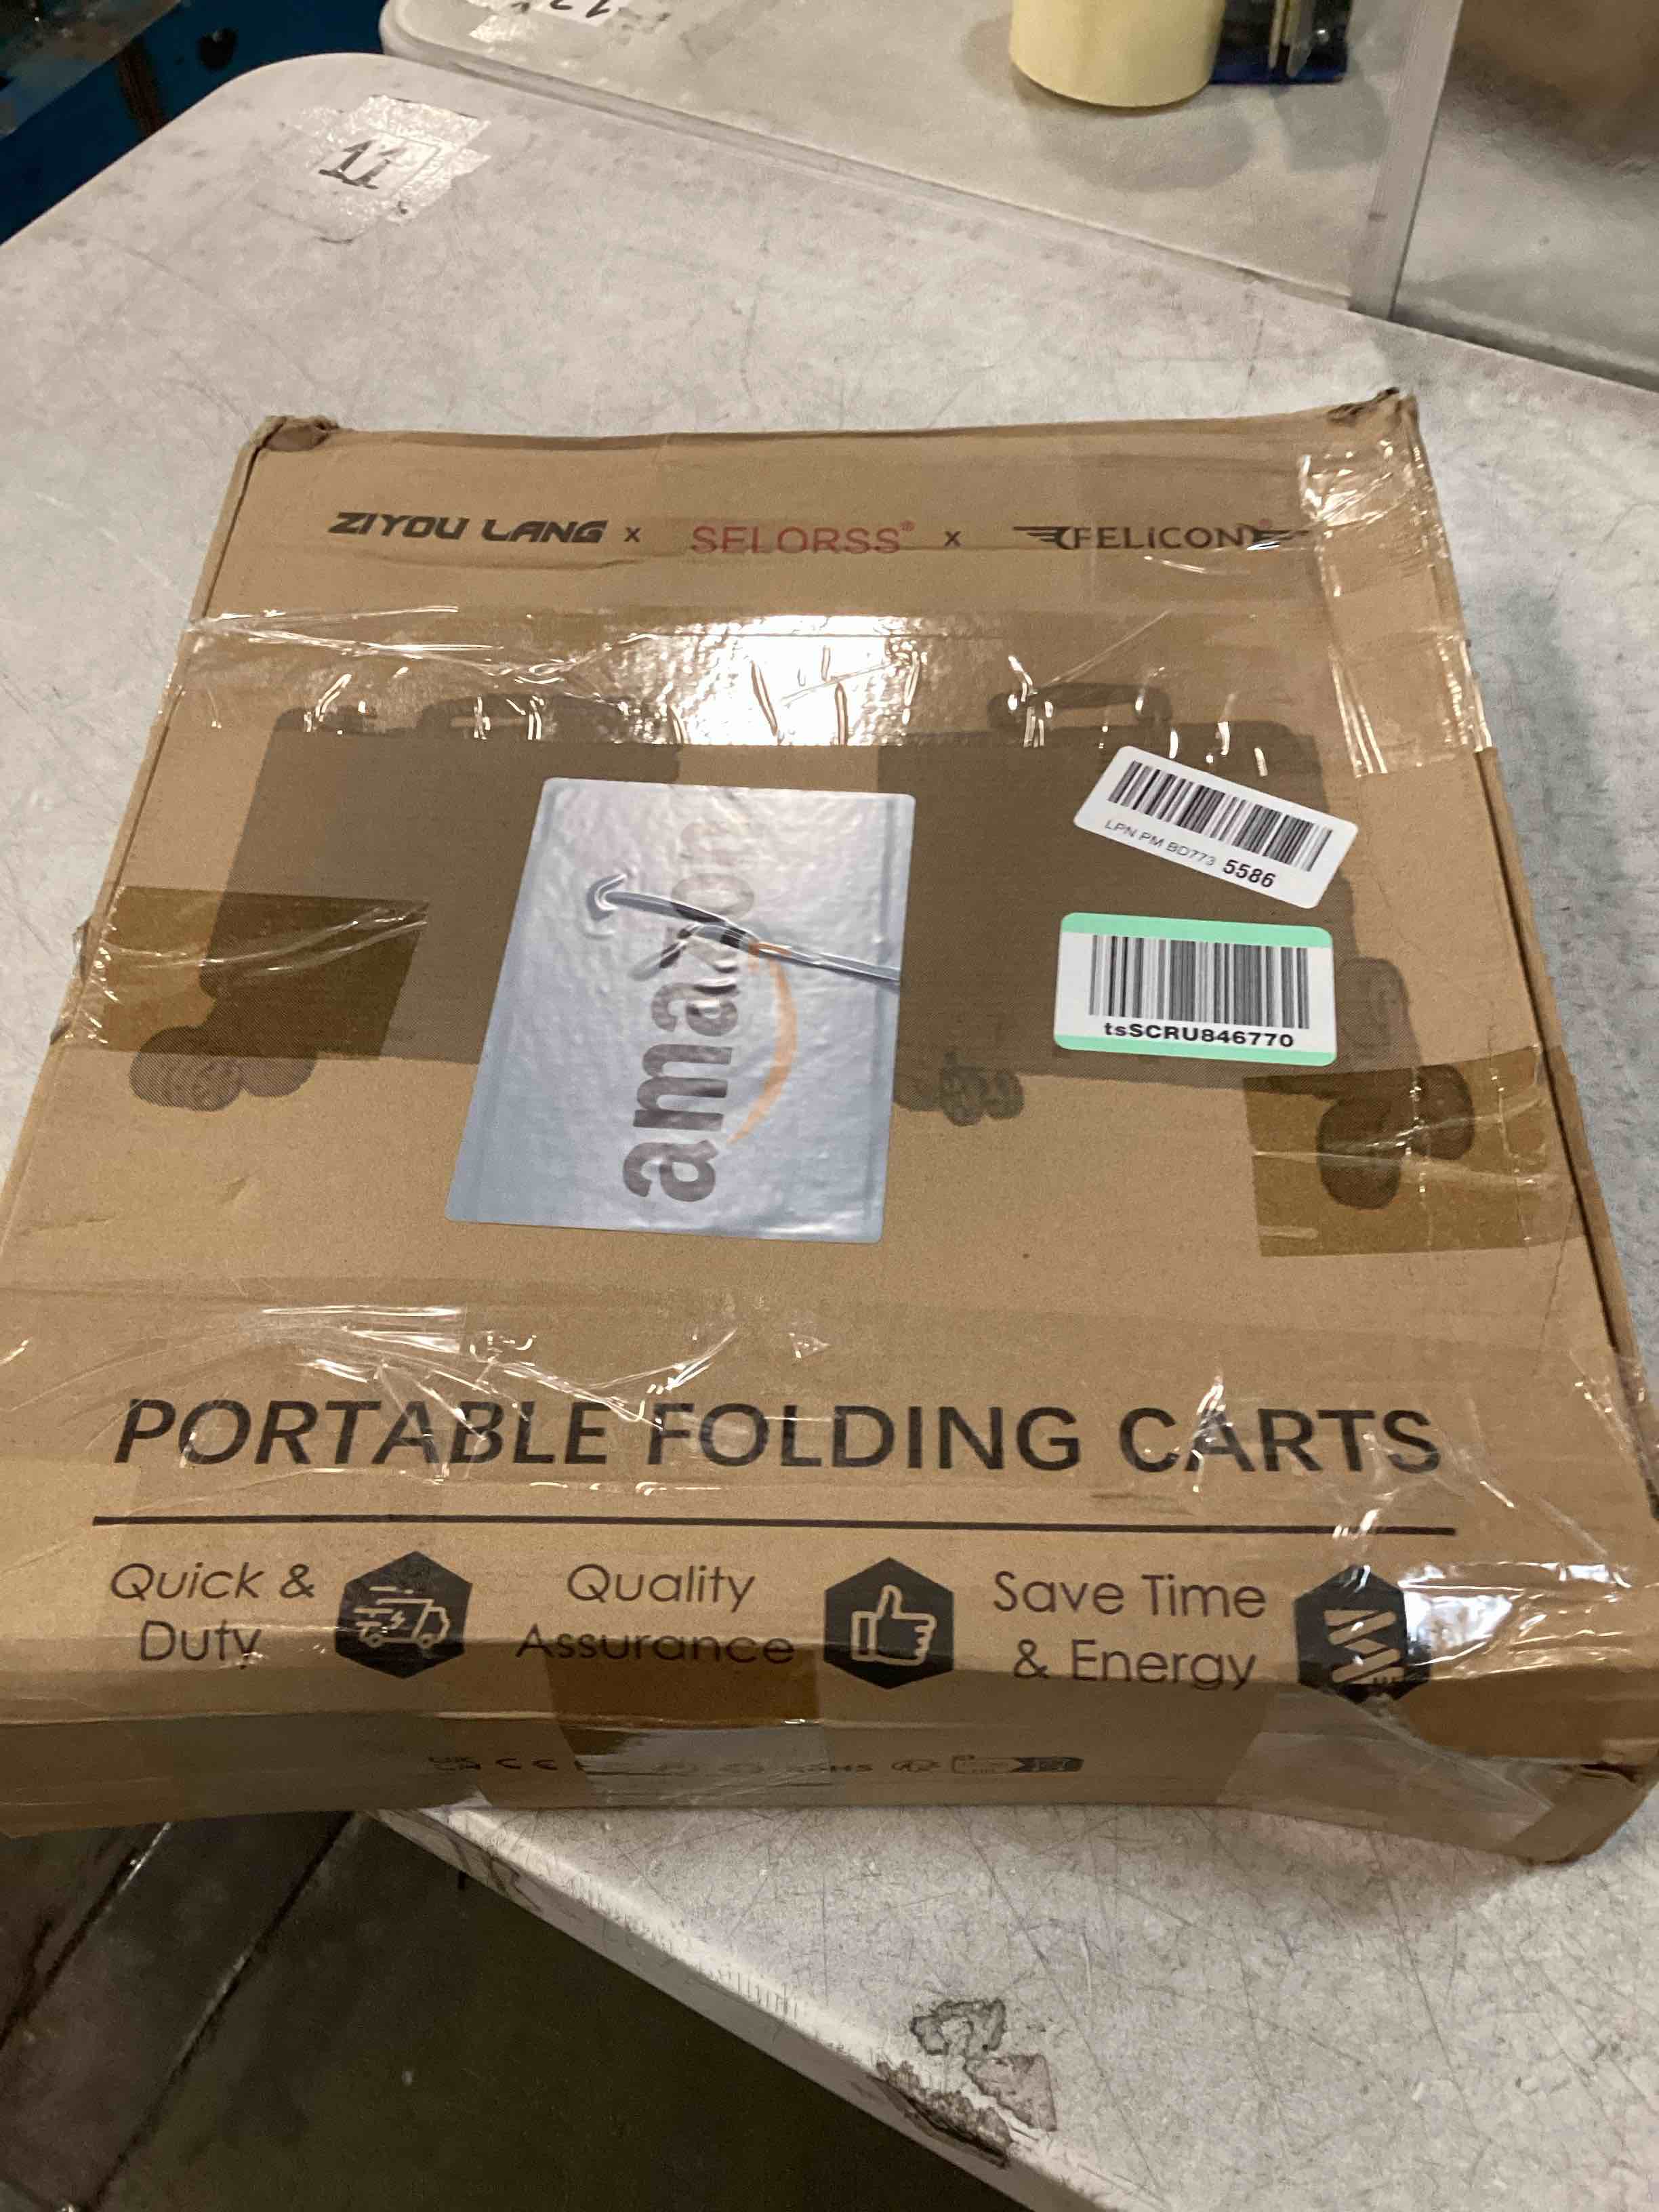 11
ZIYOU LANG x SELORSS® x FELICON®
LPN PM BD773 5586
amazon
tsSCRU846770
PORTABLE FOLDING CARTS
Quick &
Duty
Quality
Assurance
Save Time
& Energy
CE